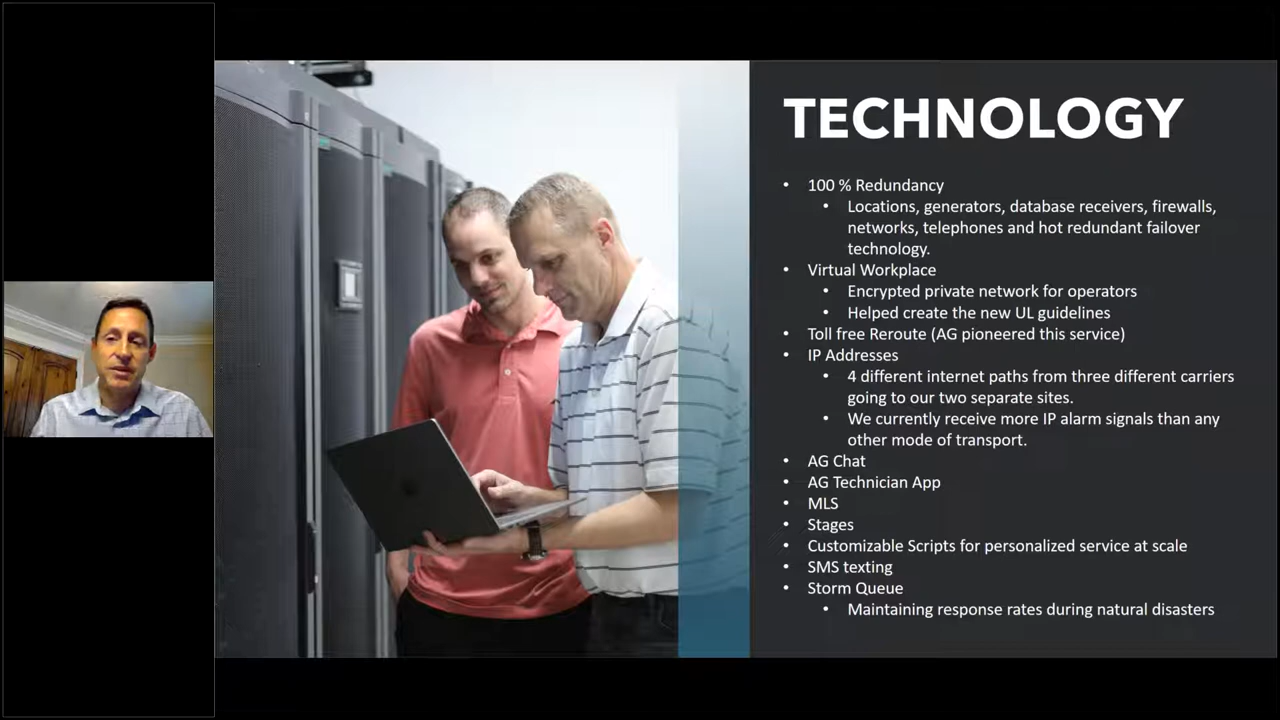 TECHNOLOGY
• 100 % Redundancy
• Locations, generators, database receivers, firewalls,
networks, telephones and hot redundant failover
technology.
• Virtual Workplace
• Encrypted private network for operators
• Helped create the new UL guidelines
• Toll free Reroute (AG pioneered this service)
• IP Addresses
• 4 different internet paths from three different carriers
going to our two separate sites.
• We currently receive more IP alarm signals than any
other mode of transport.
• AG Chat
• AG Technician App
• MLS
• Stages
• Customizable Scripts for personalized service at scale
• SMS texting
• Storm Queue
• Maintaining response rates during natural disasters